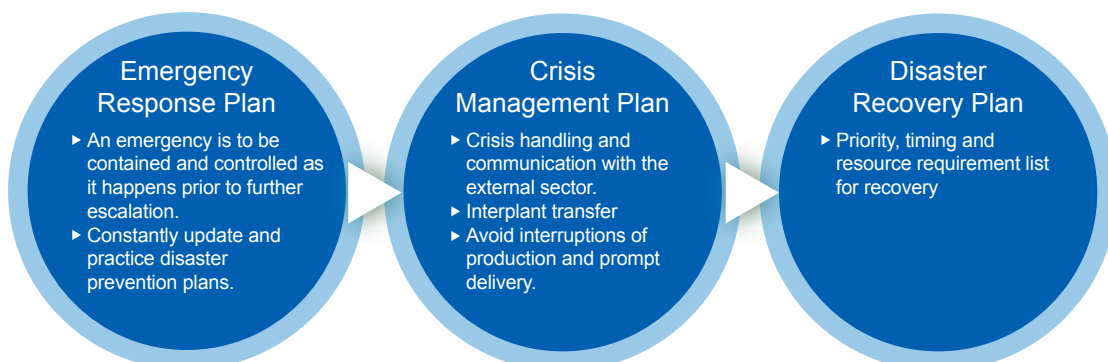 Emergency
Response Plan
▶ An emergency is to be
contained and controlled as
it happens prior to further
escalation.
▶ Constantly update and
practice disaster
prevention plans.
Crisis
Management Plan
▶ Crisis handling and
communication with the
external sector.
▶ Interplant transfer
▶ Avoid interruptions of
production and prompt
delivery.
Disaster
Recovery Plan
▶ Priority, timing and
resource requirement list
for recovery